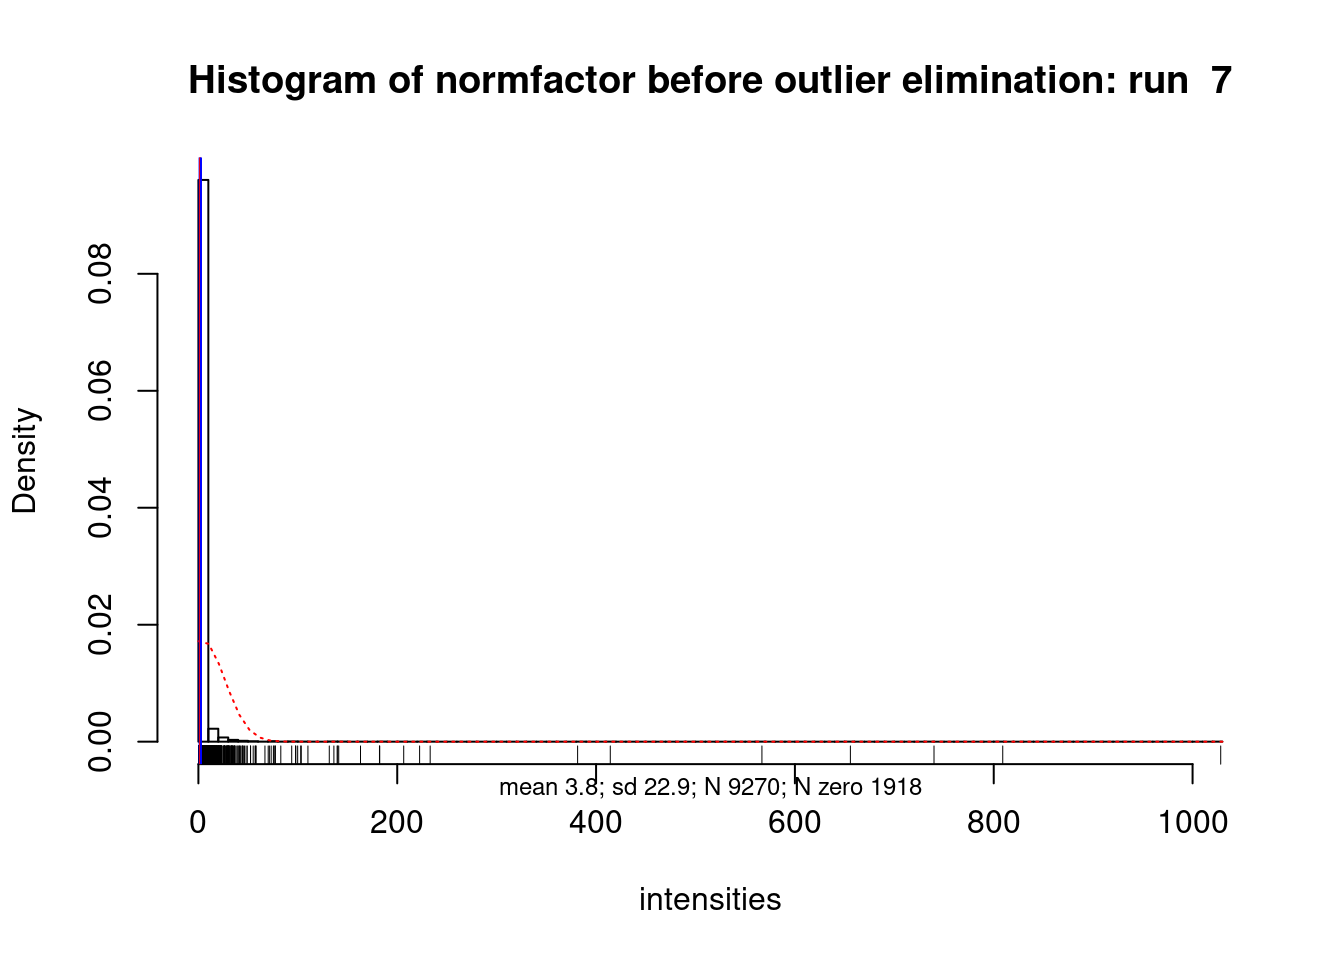 Histogram of normfactor before outlier elimination: run  7
Density
0.08
0.06
0.04
0.02
0.00
mean 3.8; sd 22.9; N 9270; N zero 1918
0 200 400 600 800 1000
intensities